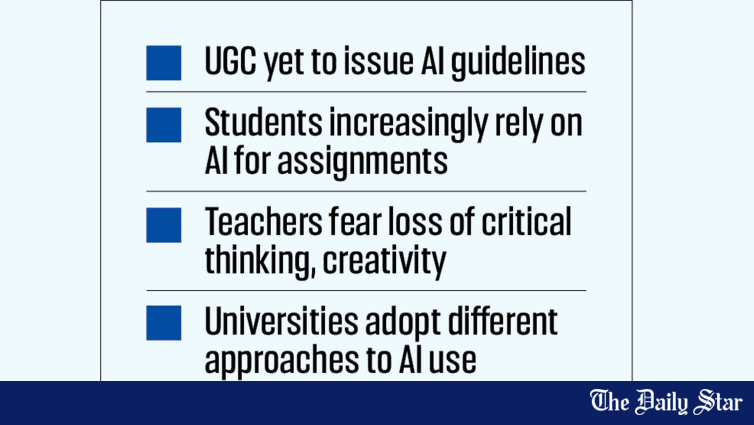 UGC yet to issue AI guidelines
Students increasingly rely on
AI for assignments
Teachers fear loss of critical
thinking, creativity
Universities adopt different
approaches to AI use
The Daily Star